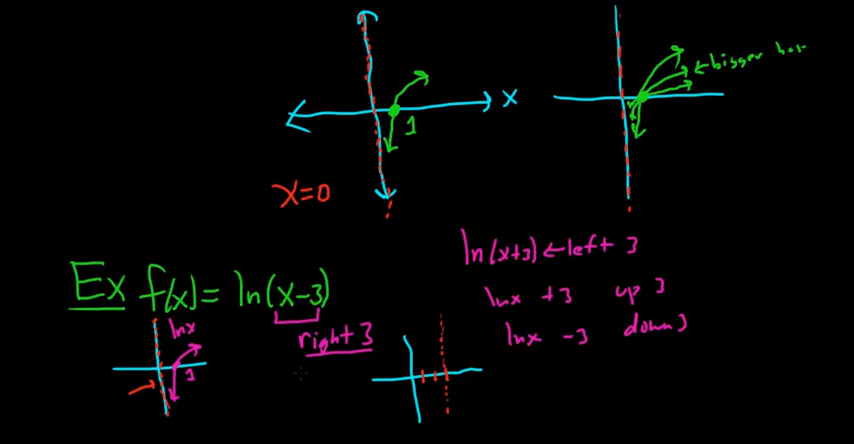 x
1
x=0
←bigger
ln(x+3)←left 3
Ex f(x)=ln(x-3)
lnx +3 up 3
lnx
right 3
lnx -3 down 3
1